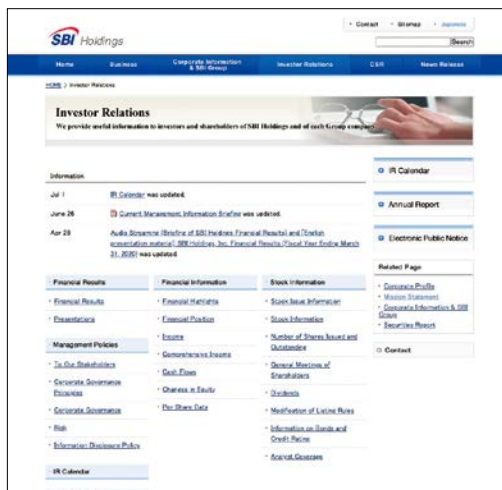 Contact
Sitemap
Japanese
SBI Holdings
Search
Home
Business
Corporate Information & SBI Group
Investor Relations
CSR
News Release
HOME > Investor Relations
Investor Relations
We provide useful information to investors and shareholders of SBI Holdings and of each Group company.
Information
Jul 1
IR Calendar was updated.
June 26
Current Management Information Briefing was updated.
Apr 28
Audio Streaming (Briefing of SBI Holdings Financial Results) and [English
presentation material], SBI Holdings, Inc. Financial Results (Fiscal Year Ending March
31, 2020) was updated.
IR Calendar
Annual Report
Electronic Public Notice
Related Page
Corporate Profile
Mission Statement
Corporate Information & SBI
Group
Securities Report
Contact
Financial Results
Financial Results
Presentations
Management Policies
To Our Stakeholders
Corporate Governance
Principles
Corporate Governance
Risk
Information Disclosure Policy
IR Calendar
Financial Information
Financial Highlights
Financial Position
Income
Comprehensive Income
Cash Flows
Changes in Equity
Per Share Data
Stock Information
Stock Issue Information
Stock Information
Number of Shares Issued and
Outstanding
General Meetings of
Shareholders
Dividends
Modification of Listing Rules
Information on Bonds and
Credit Rating
Analyst Coverage